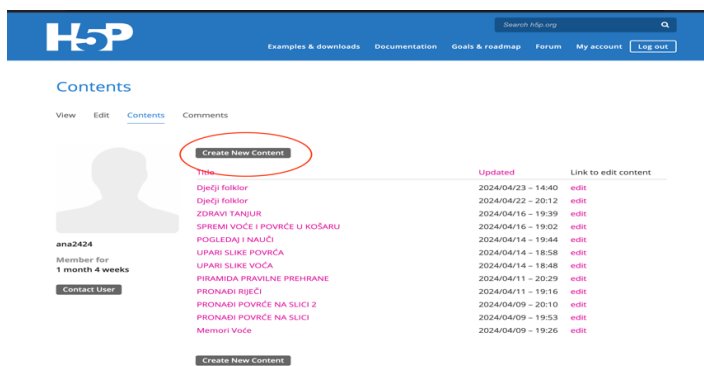 H5P
Search h5p.org
Examples & downloads Documentation Goals & roadmap Forum My account Log out
Contents
View Edit Contents Comments
Create New Content
Title Updated Link to edit content
Dječji folklor 2024/04/23 – 14:40 edit
Dječji folklor 2024/04/22 – 20:12 edit
ZDRAVI TANJUR 2024/04/16 – 19:39 edit
SPREMI VOĆE I POVRĆE U KOŠARU 2024/04/16 – 19:02 edit
POGLEDAJ I NAUČI 2024/04/14 – 19:44 edit
UPARI SLIKE POVRĆA 2024/04/14 – 18:58 edit
UPARI SLIKE VOĆA 2024/04/14 – 18:48 edit
PIRAMIDA PRAVILNE PREHRANE 2024/04/11 – 20:29 edit
PRONAĐI RIJEČI 2024/04/11 – 19:16 edit
PRONAĐI POVRĆE NA SLICI 2 2024/04/09 – 20:10 edit
PRONAĐI POVRĆE NA SLICI 2024/04/09 – 19:53 edit
Memori Voće 2024/04/09 – 19:26 edit
ana2424
Member for
1 month 4 weeks
Contact User
Create New Content